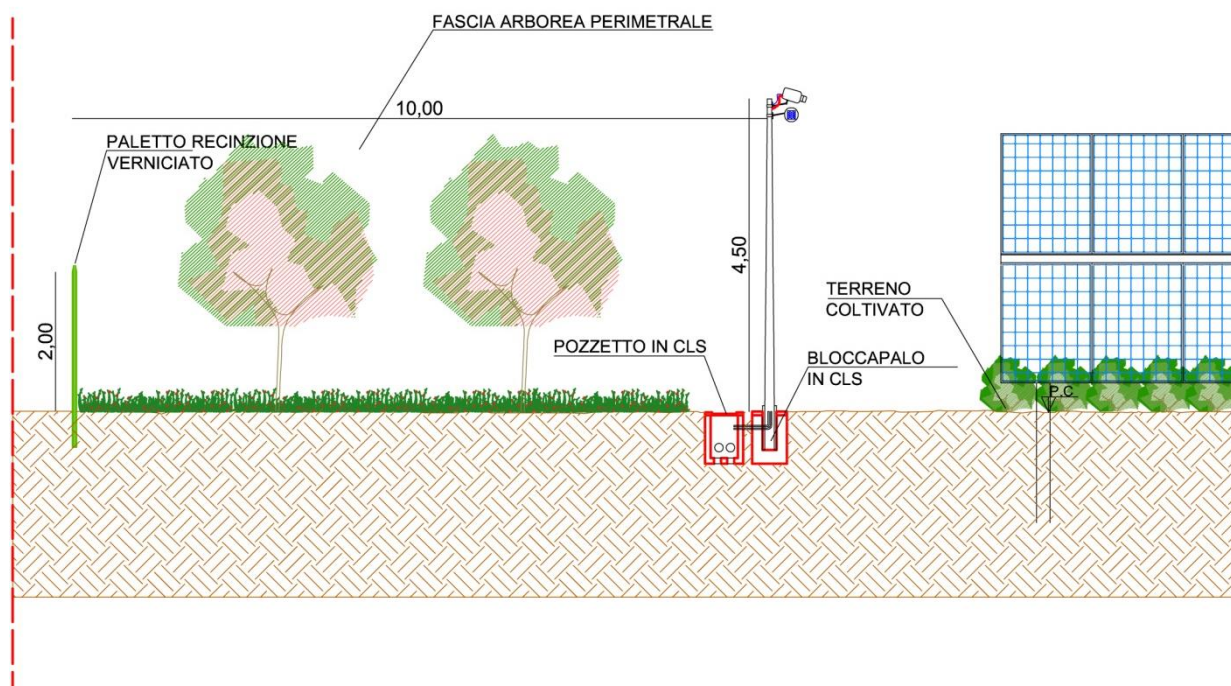 FASCIA ARBOREA PERIMETRALE
10,00
PALETTO RECINZIONE
VERNICIATO
4,50
2,00
TERRENO
COLTIVATO
POZZETTO IN CLS
BLOCCAPALO
IN CLS
P.C